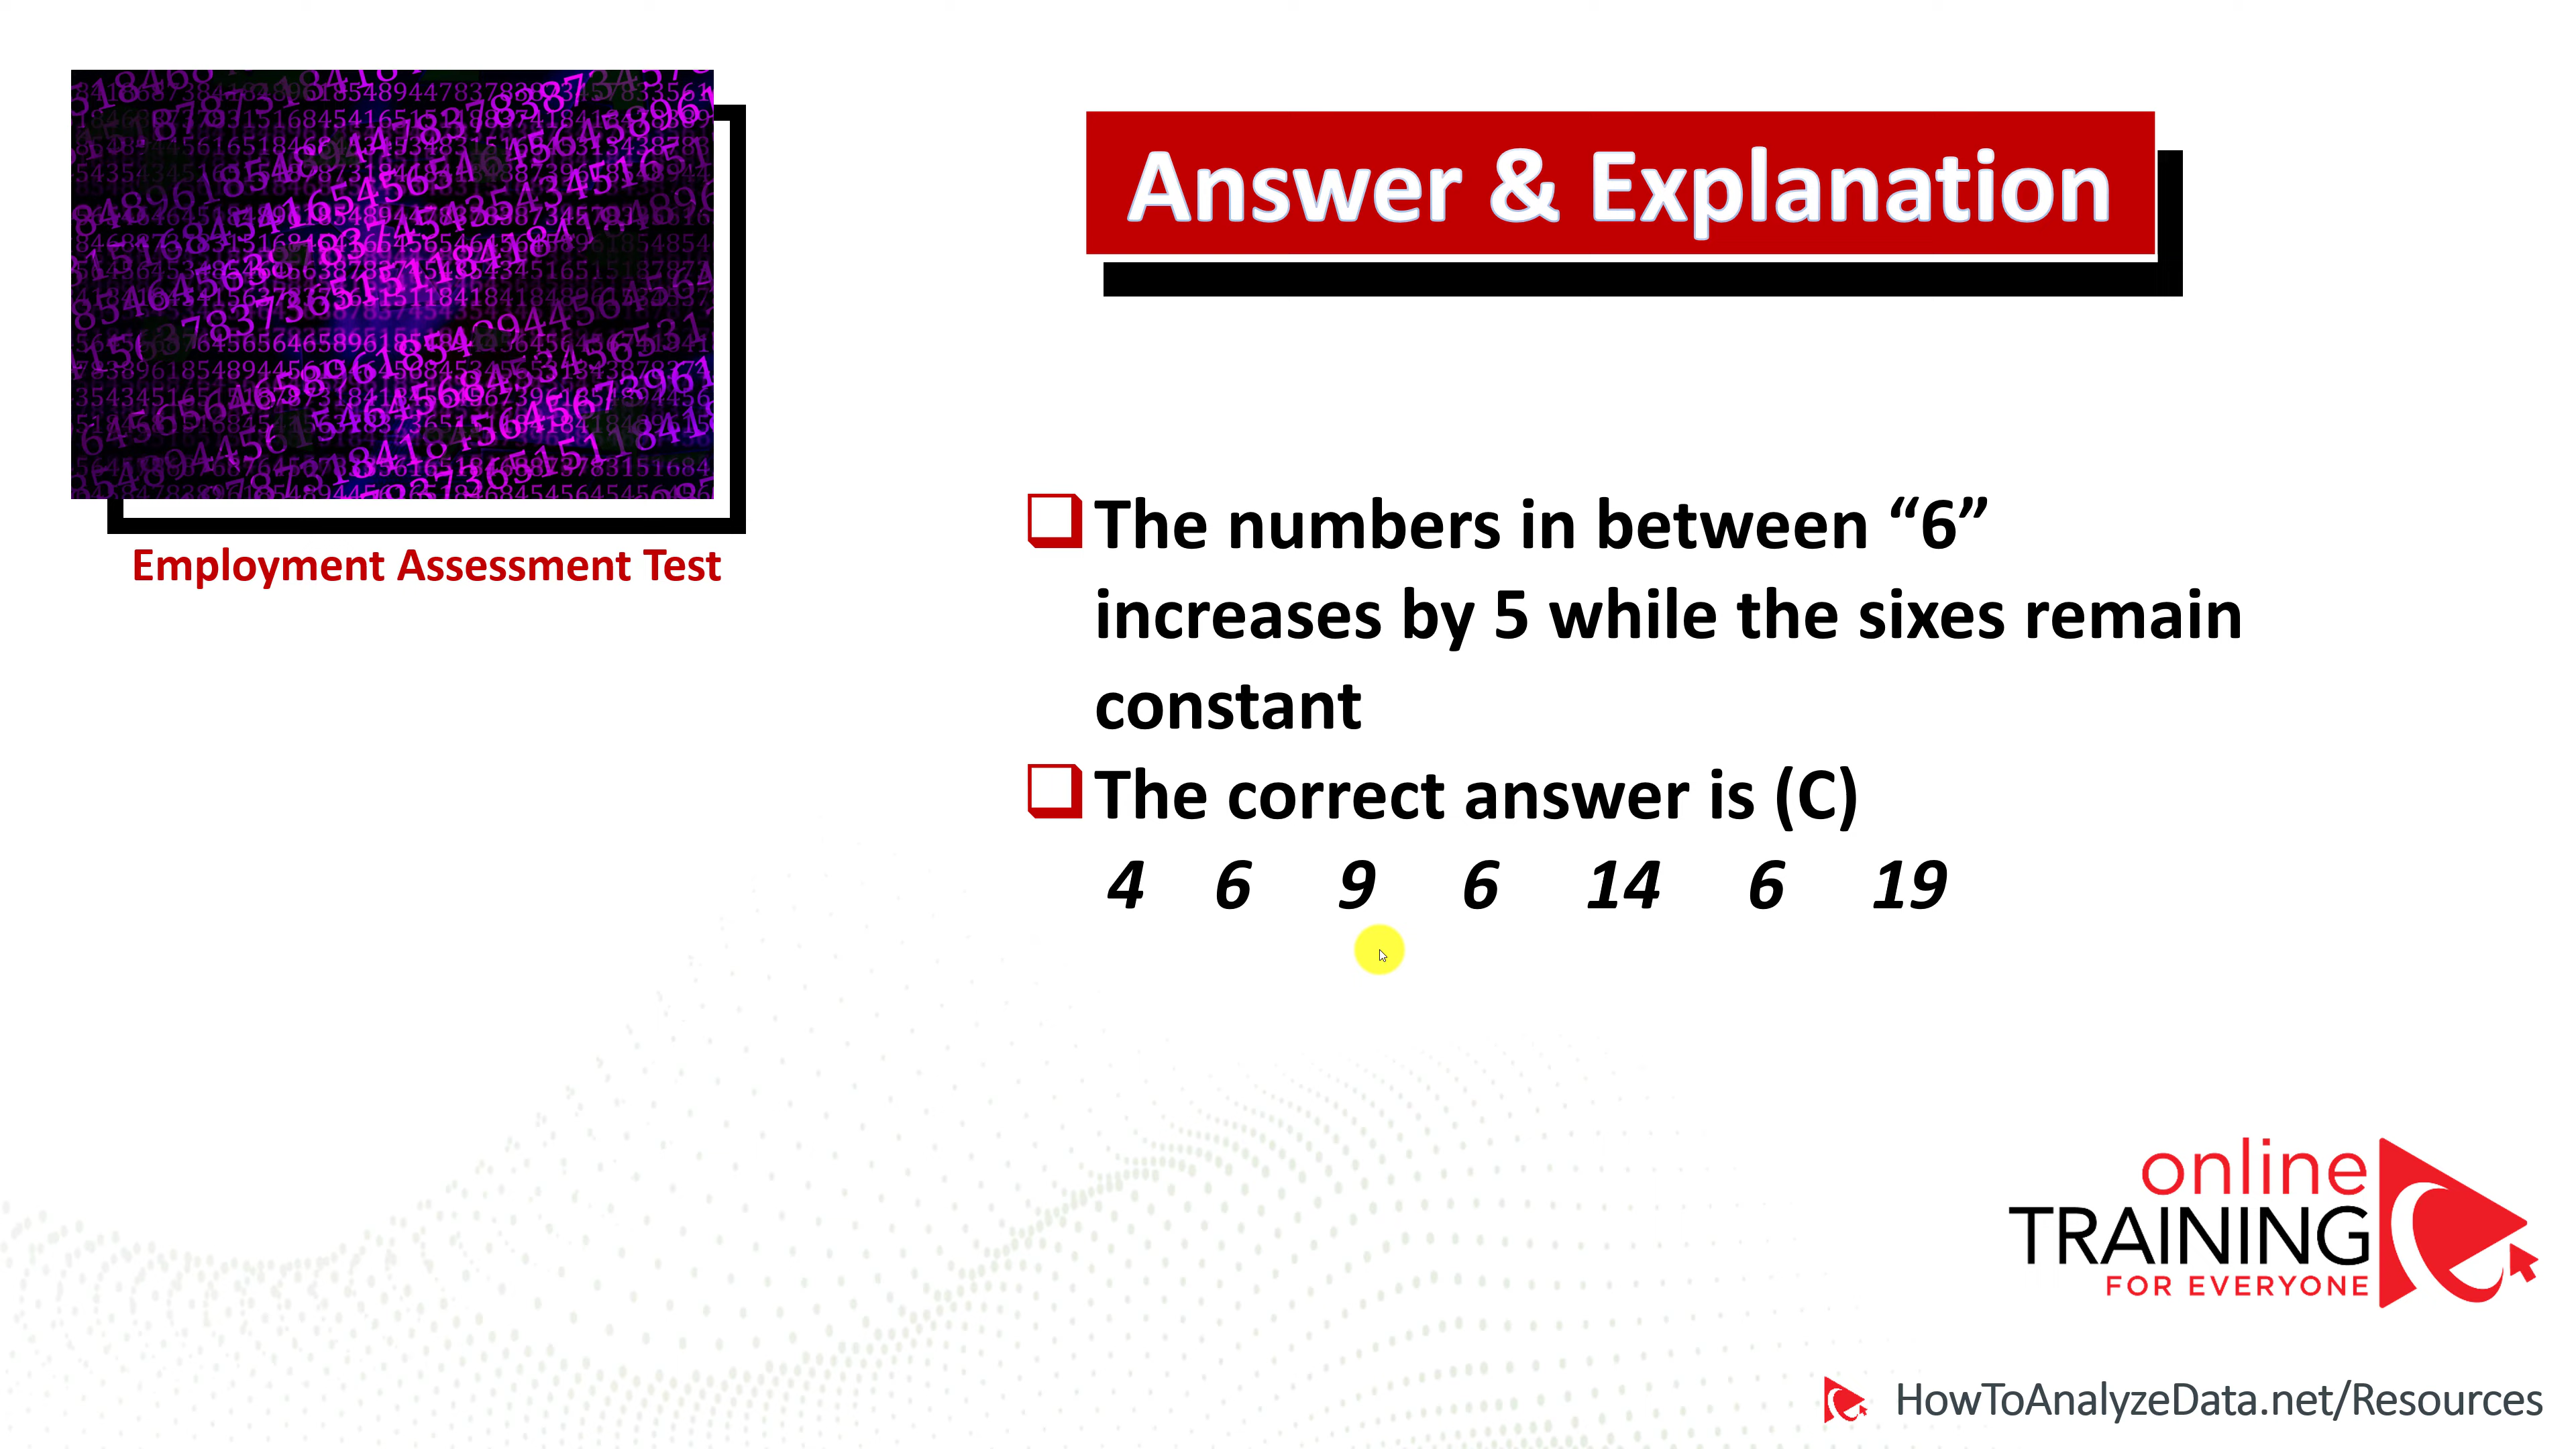 Answer & Explanation
Employment Assessment Test
The numbers in between “6”
increases by 5 while the sixes remain
constant
The correct answer is (C)
4 6 9 6 14 6 19
online
TRAINING
FOR EVERYONE
HowToAnalyzeData.net/Resources